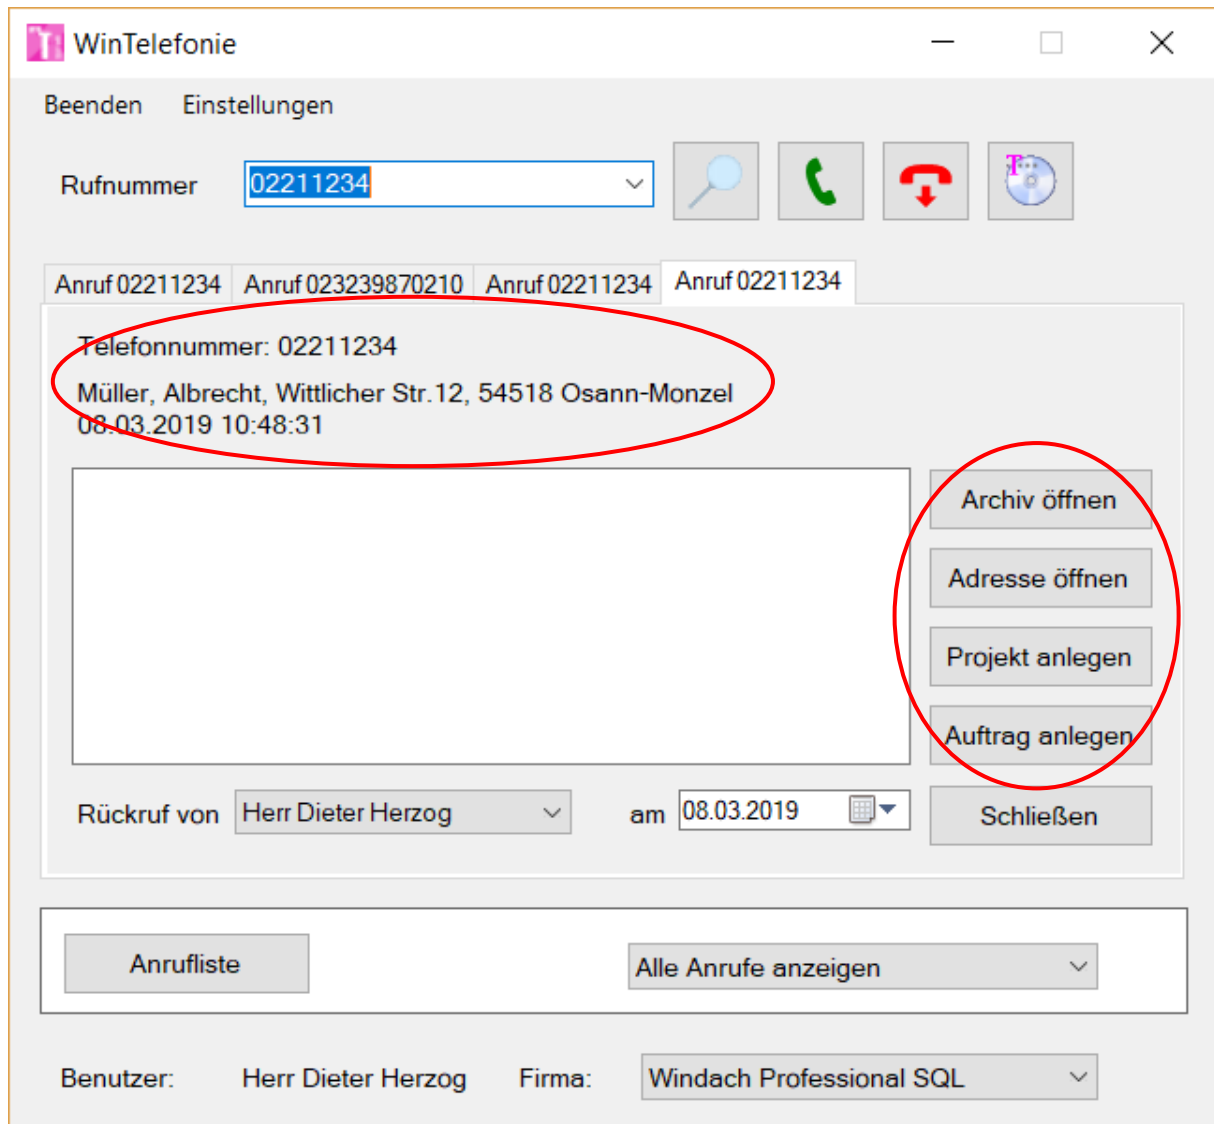 WinTelefonie
Beenden Einstellungen
Rufnummer 02211234
Anruf 02211234 Anruf 023239870210 Anruf 02211234 Anruf 02211234
Telefonnummer: 02211234
Müller, Albrecht, Wittlicher Str.12, 54518 Osann-Monzel
08.03.2019 10:48:31
Archiv öffnen
Adresse öffnen
Projekt anlegen
Auftrag anlegen
Rückruf von Herr Dieter Herzog am 08.03.2019 Schließen
Anrufliste Alle Anrufe anzeigen
Benutzer: Herr Dieter Herzog Firma: Windach Professional SQL